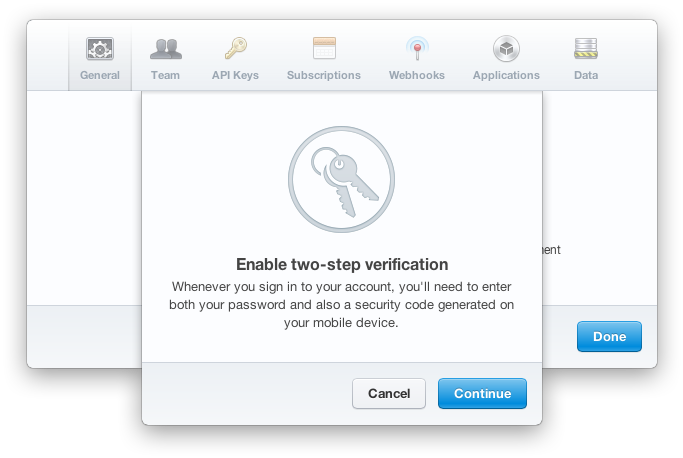 General
Team
API Keys
Subscriptions
Webhooks
Applications
Data
Enable two-step verification
Whenever you sign in to your account, you'll need to enter
both your password and also a security code generated on
your mobile device.
Done
Cancel
Continue